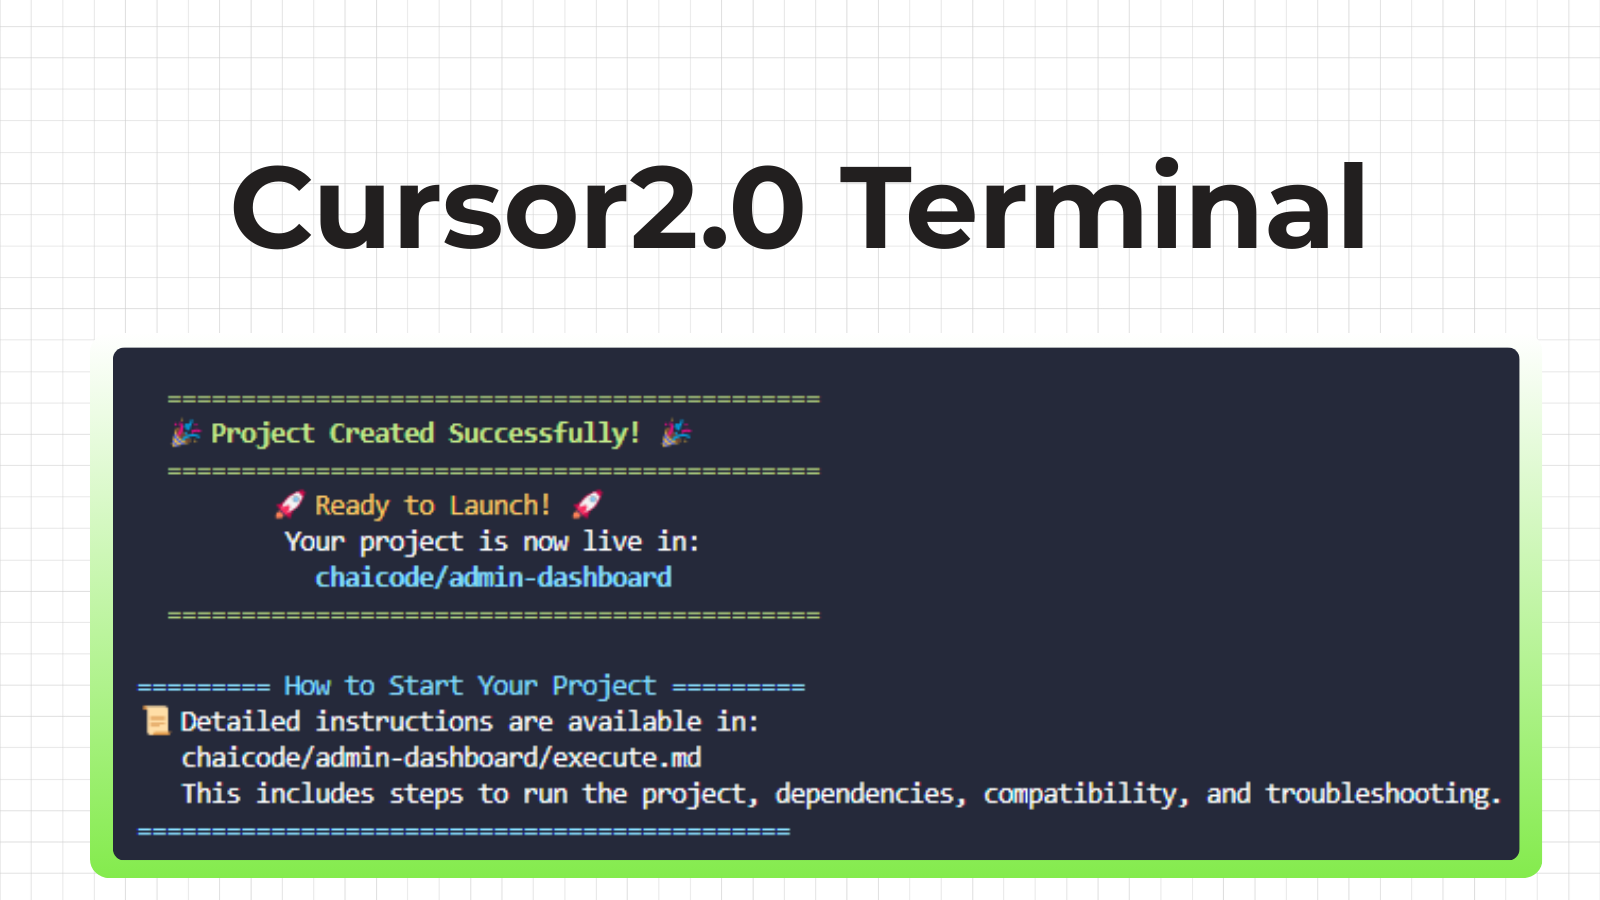 Cursor2.0 Terminal
============================================
🎉 Project Created Successfully! 🎉
============================================
🚀 Ready to Launch! 🚀
Your project is now live in:
chaicode/admin-dashboard
============================================
========= How to Start Your Project =========
📜 Detailed instructions are available in:
chaicode/admin-dashboard/execute.md
This includes steps to run the project, dependencies, compatibility, and troubleshooting.
============================================